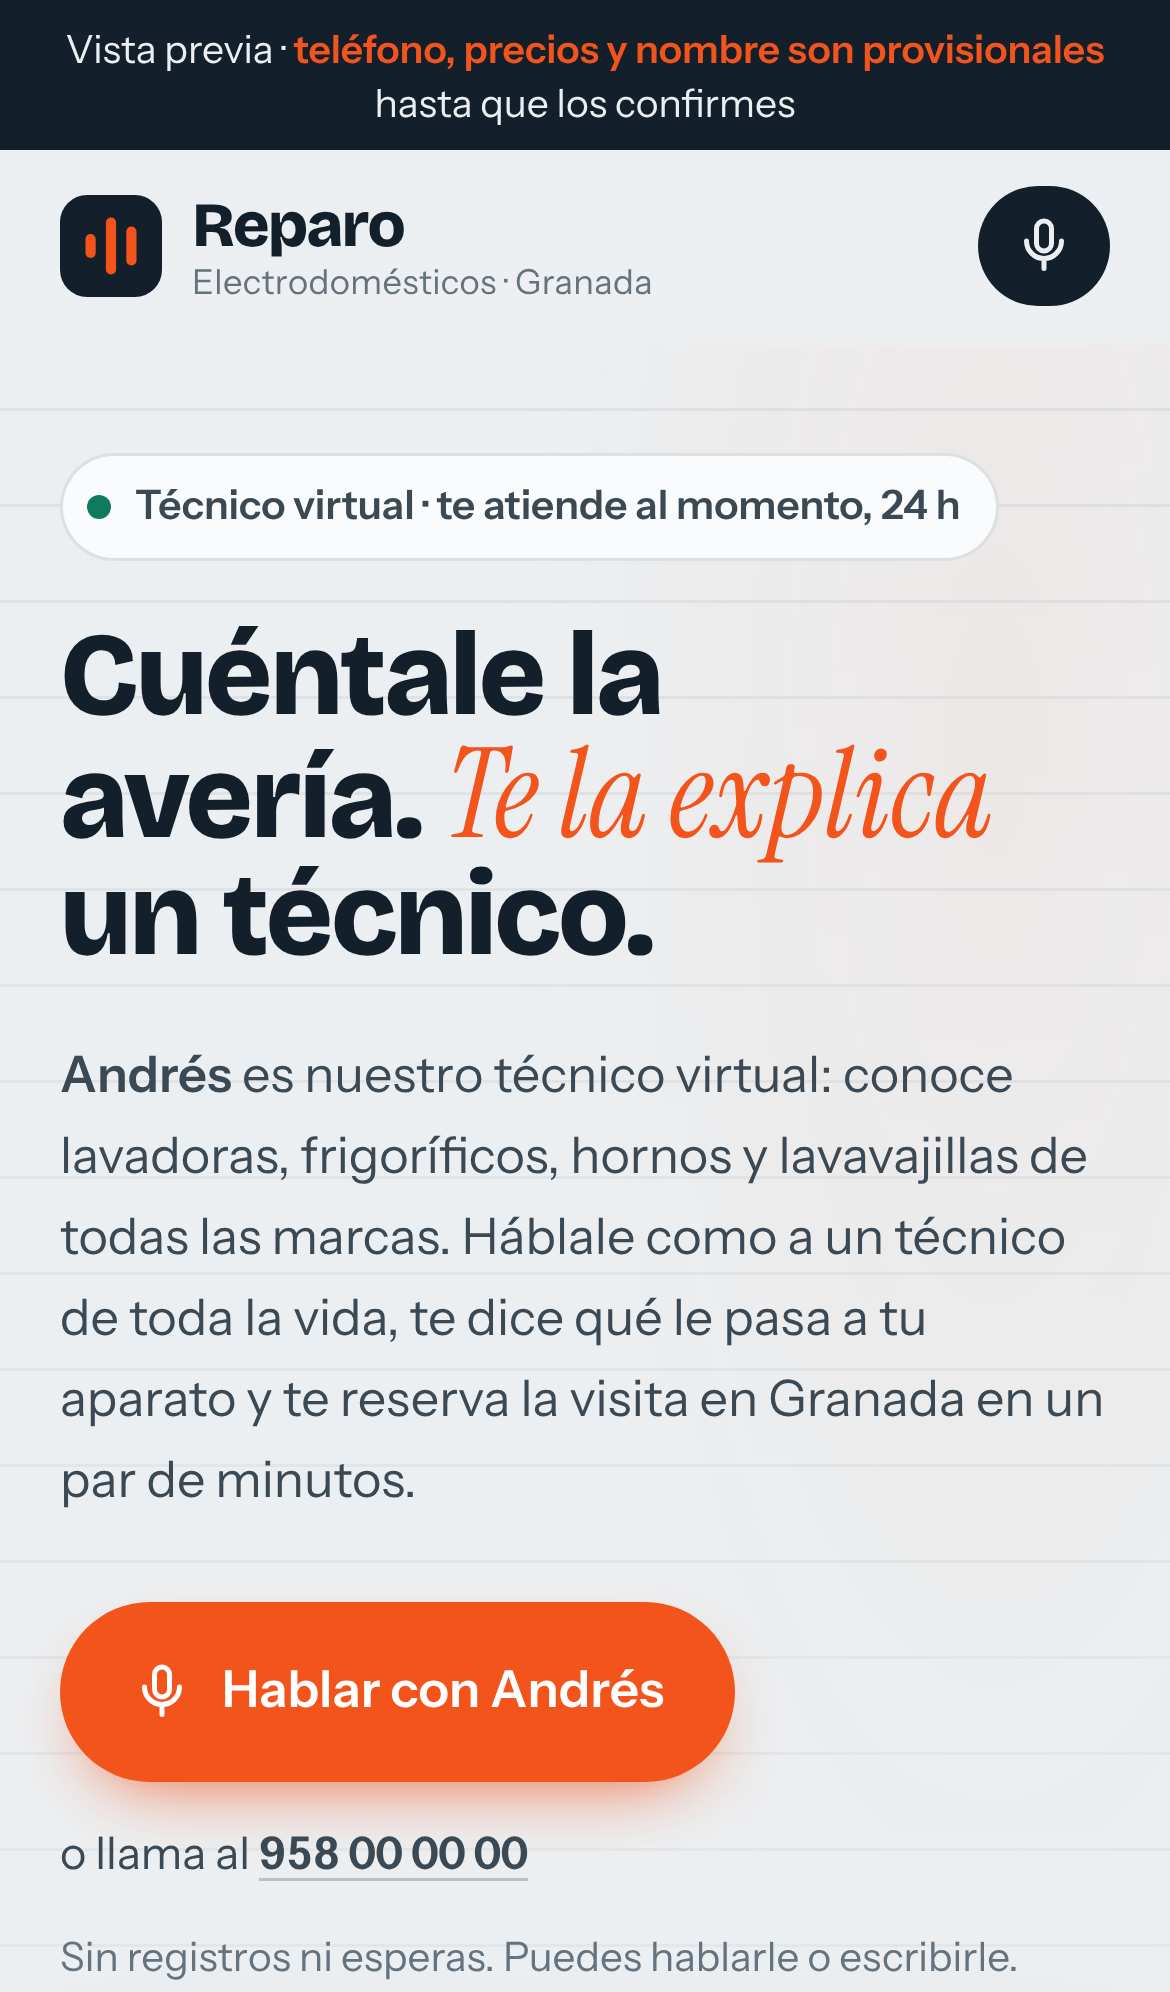 Vista previa · teléfono, precios y nombre son provisionales
hasta que los confirmes
Reparo
Electrodomésticos · Granada
Técnico virtual · te atiende al momento, 24 h
Cuéntale la
avería. Te la explica
un técnico.
Andrés es nuestro técnico virtual: conoce
lavadoras, frigoríficos, hornos y lavavajillas de
todas las marcas. Háblale como a un técnico
de toda la vida, te dice qué le pasa a tu
aparato y te reserva la visita en Granada en un
par de minutos.
Hablar con Andrés
o llama al 958 00 00 00
Sin registros ni esperas. Puedes hablarle o escribirle.